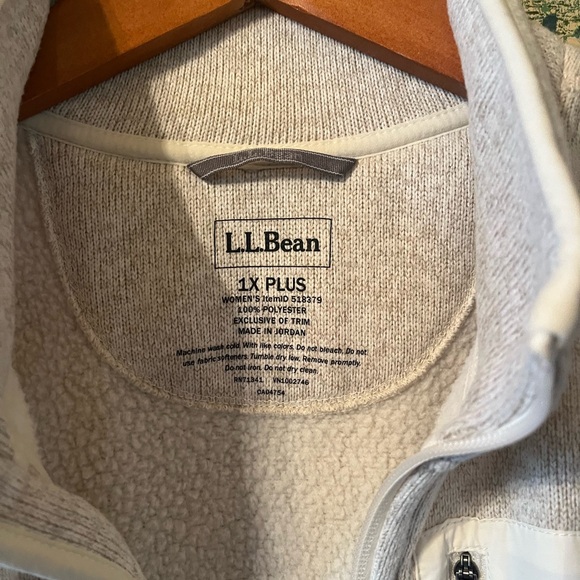 L.L.Bean
1X PLUS
WOMEN'S ItemID 518379
100% POLYESTER
EXCLUSIVE OF TRIM
MADE IN JORDAN
Machine wash cold. With like colors. Do not bleach. Do not
use fabric softeners. Tumble dry low. Remove promptly.
Do not iron. Do not dry clean.
RN71341 VN1002746
CA04754